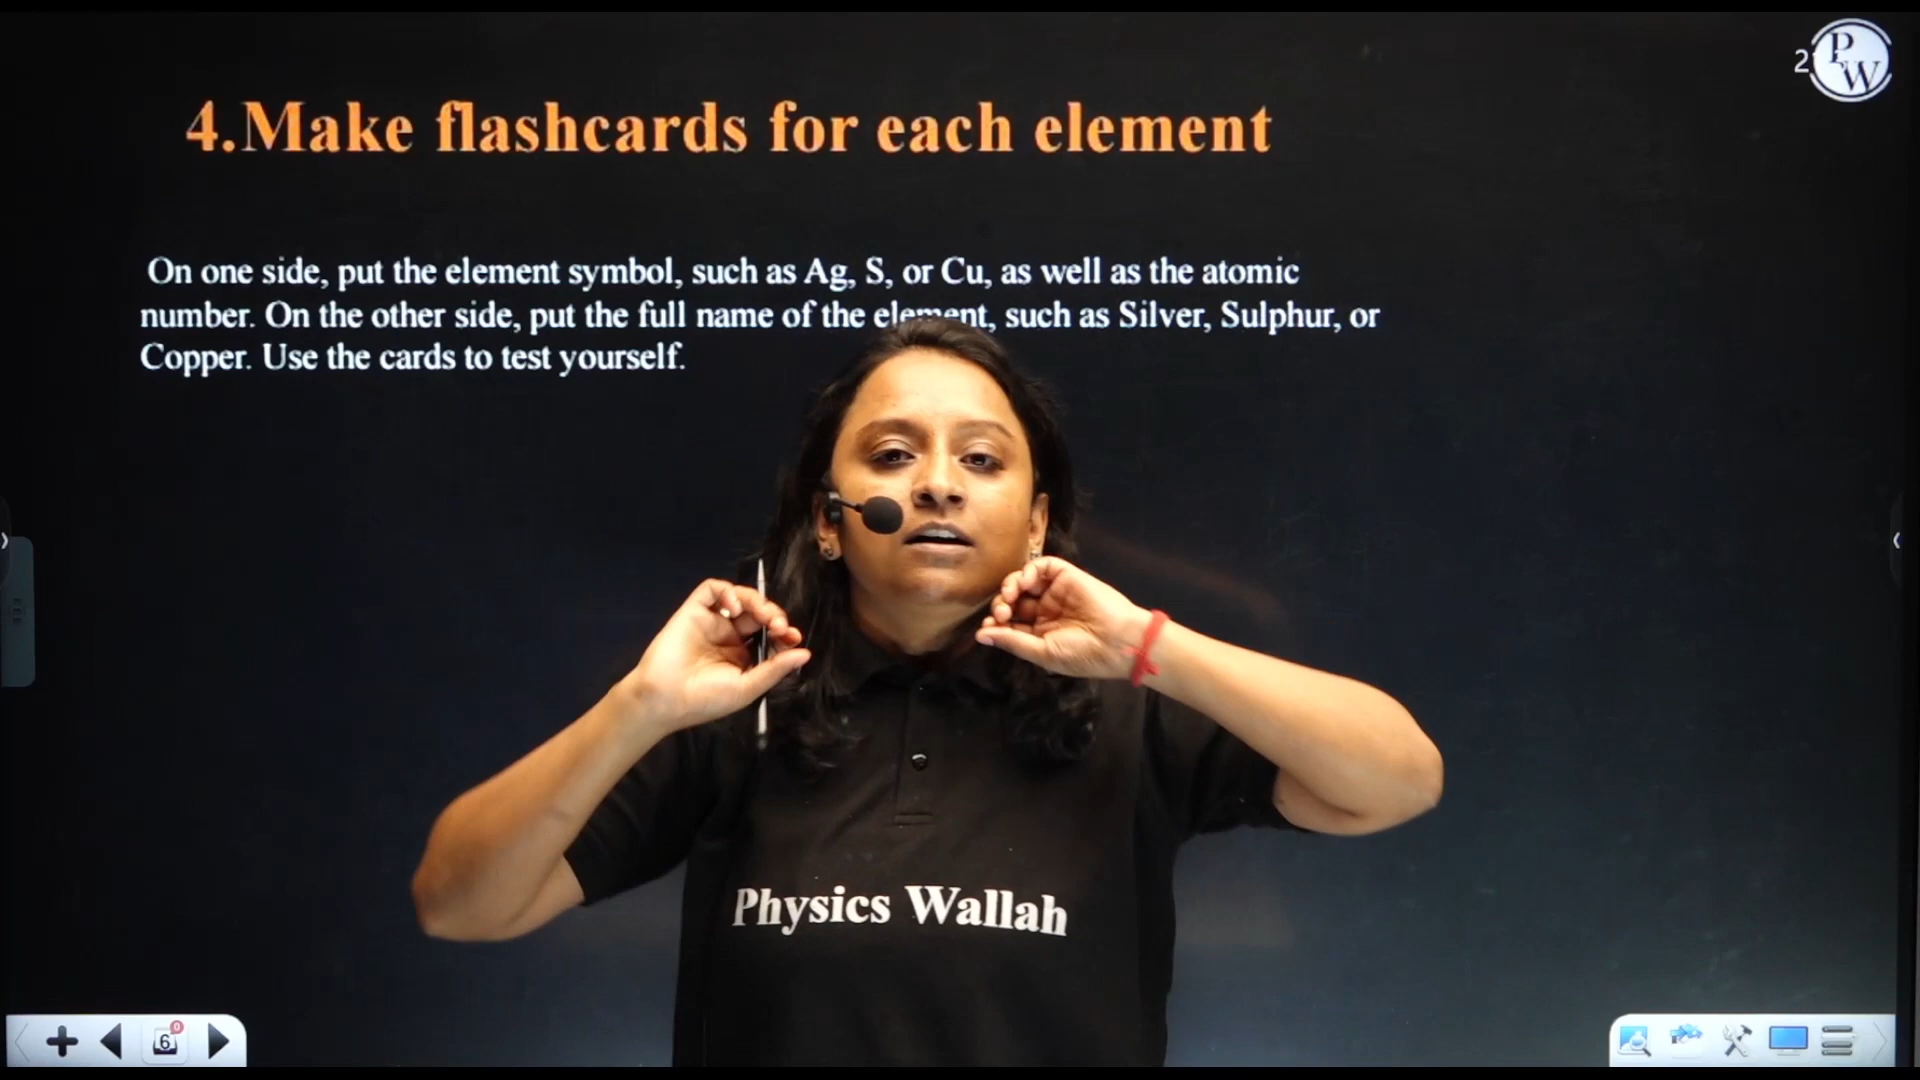 2
P
W
4.Make flashcards for each element
On one side, put the element symbol, such as Ag, S, or Cu, as well as the atomic
number. On the other side, put the full name of the element, such as Silver, Sulphur, or
Copper. Use the cards to test yourself.
Physics Wallah
6
0